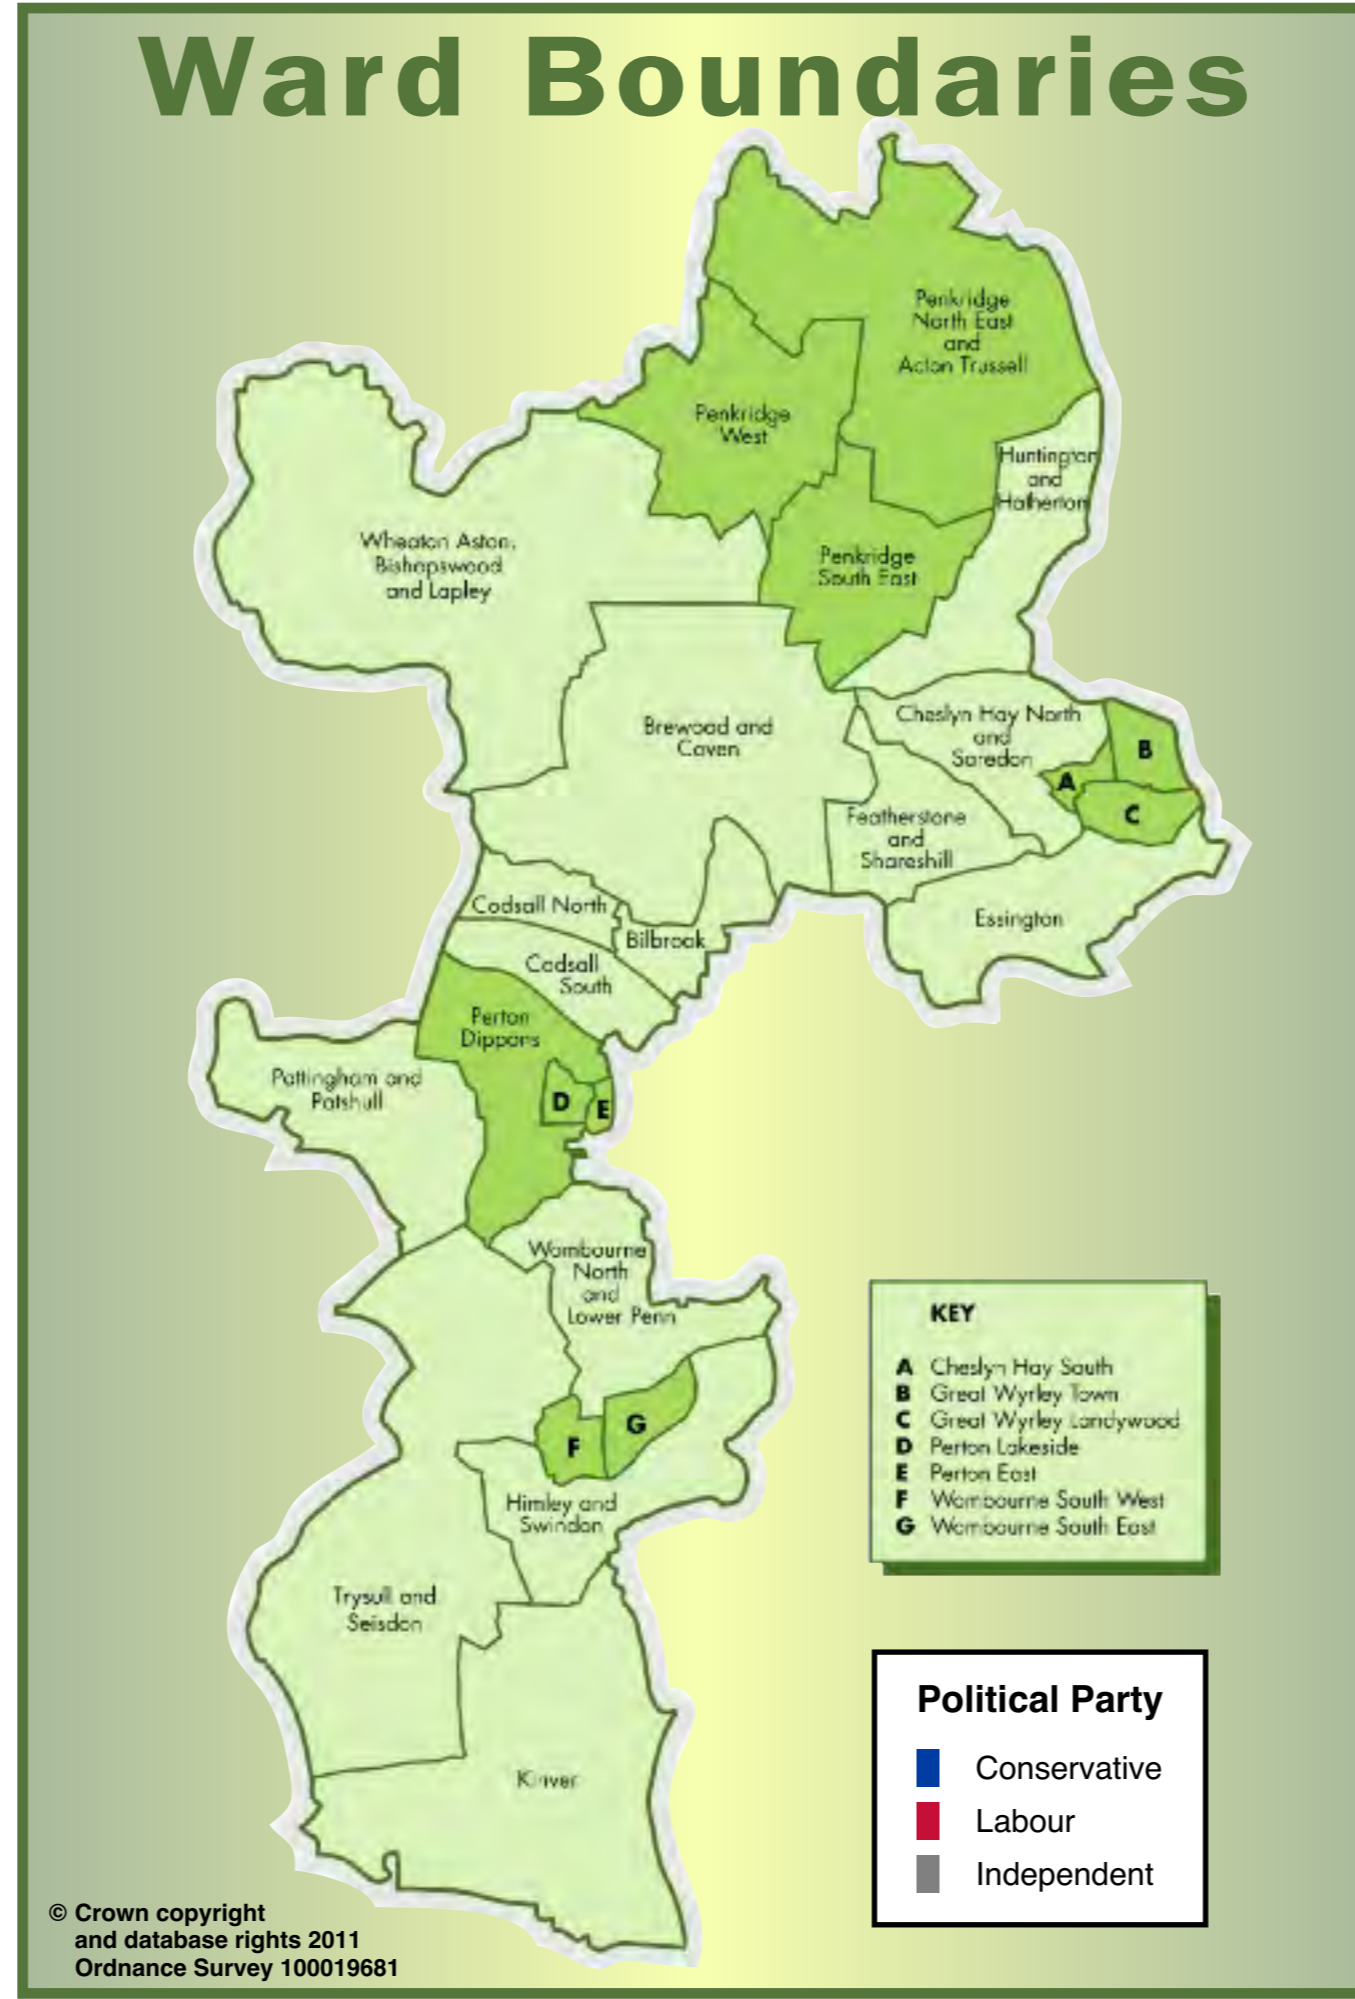 Ward Boundaries
Penkridge
North East
and
Acton Trussell
Penkridge
West
Huntington
and
Hatherton
Wheaton Aston,
Bishopswood
and Lapley
Penkridge
South East
Brewood and
Coven
Cheslyn Hay North
and
Saredon
B
A
C
Featherstone
and
Shareshill
Essington
Codsall North
Bilbrook
Codsall
South
Perton
Dippons
Pattingham and
Patshull
D
E
Wombourne
North
and
Lower Penn
F
G
Himley and
Swindon
Trysull and
Seisdon
Kinver
KEY
A Cheslyn Hay South
B Great Wyrley Town
C Great Wyrley Landywood
D Perton Lakeside
E Perton East
F Wombourne South West
G Wombourne South East
Political Party
Conservative
Labour
Independent
© Crown copyright
and database rights 2011
Ordnance Survey 100019681